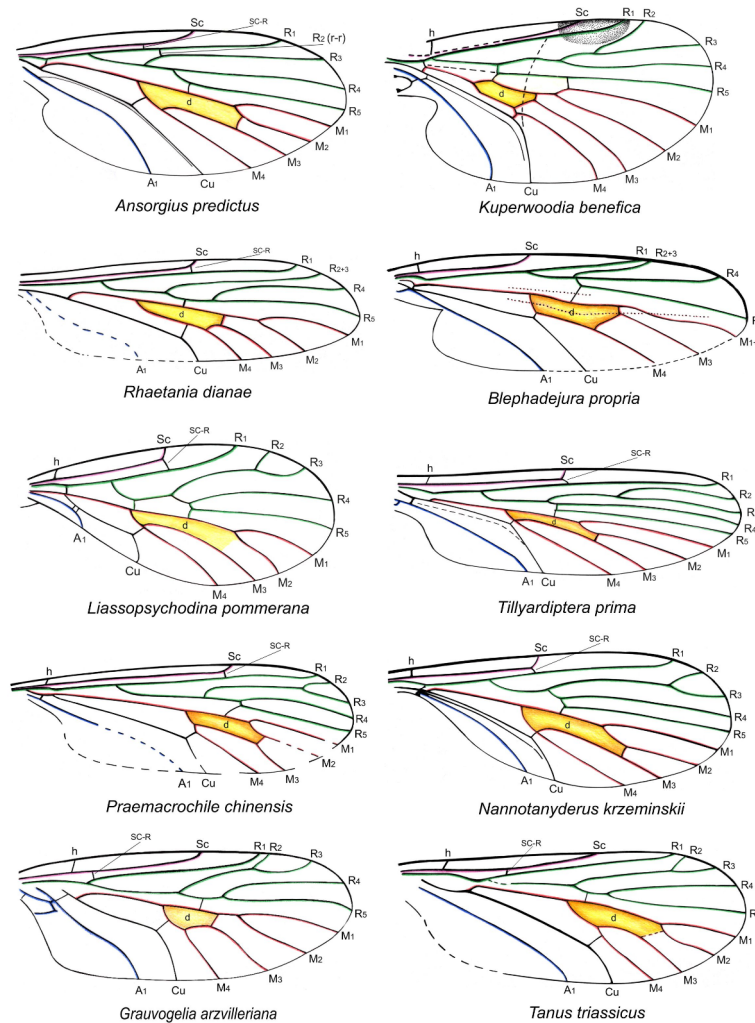 Sc SC-R R1 R2 (r-r) R3 R4 R5 M1 M2 M3 M4 Cu A1 d
Ansorgius predictus
h Sc R1 R2 R3 R4 R5 M1 M2 M3 M4 Cu A1 d
Kuperwoodia benefica
Sc SC-R R1 R2+3 R4 R5 M1 M2 M3 M4 Cu A1 d
Rhaetania dianae
h Sc R1 R2+3 R4 M3 M4 Cu A1 d
Blephadejura propria
h Sc SC-R R1 R2 R3 R4 R5 M1 M2 M3 M4 Cu A1 d
Liassopsychodina pommerana
h Sc SC-R R1 R2 R4 R5 M1 M2 M3 M4 Cu A1 d
Tillyardiptera prima
h Sc SC-R R1 R2 R3 R4 R5 M1 M2 M3 M4 Cu A1 d
Praemacrochile chinensis
h Sc SC-R R1 R2 R3 R4 R5 M1 M2 M3 M4 Cu A1 d
Nannotanyderus krzeminskii
h SC-R Sc R1 R2 R3 R4 R5 M1 M2 M3 M4 Cu A1 d
Grauvogelia arzvilleriana
h SC-R Sc R1 R2 R3 R4 M1 M2 M3 M4 Cu A1 d
Tanus triassicus